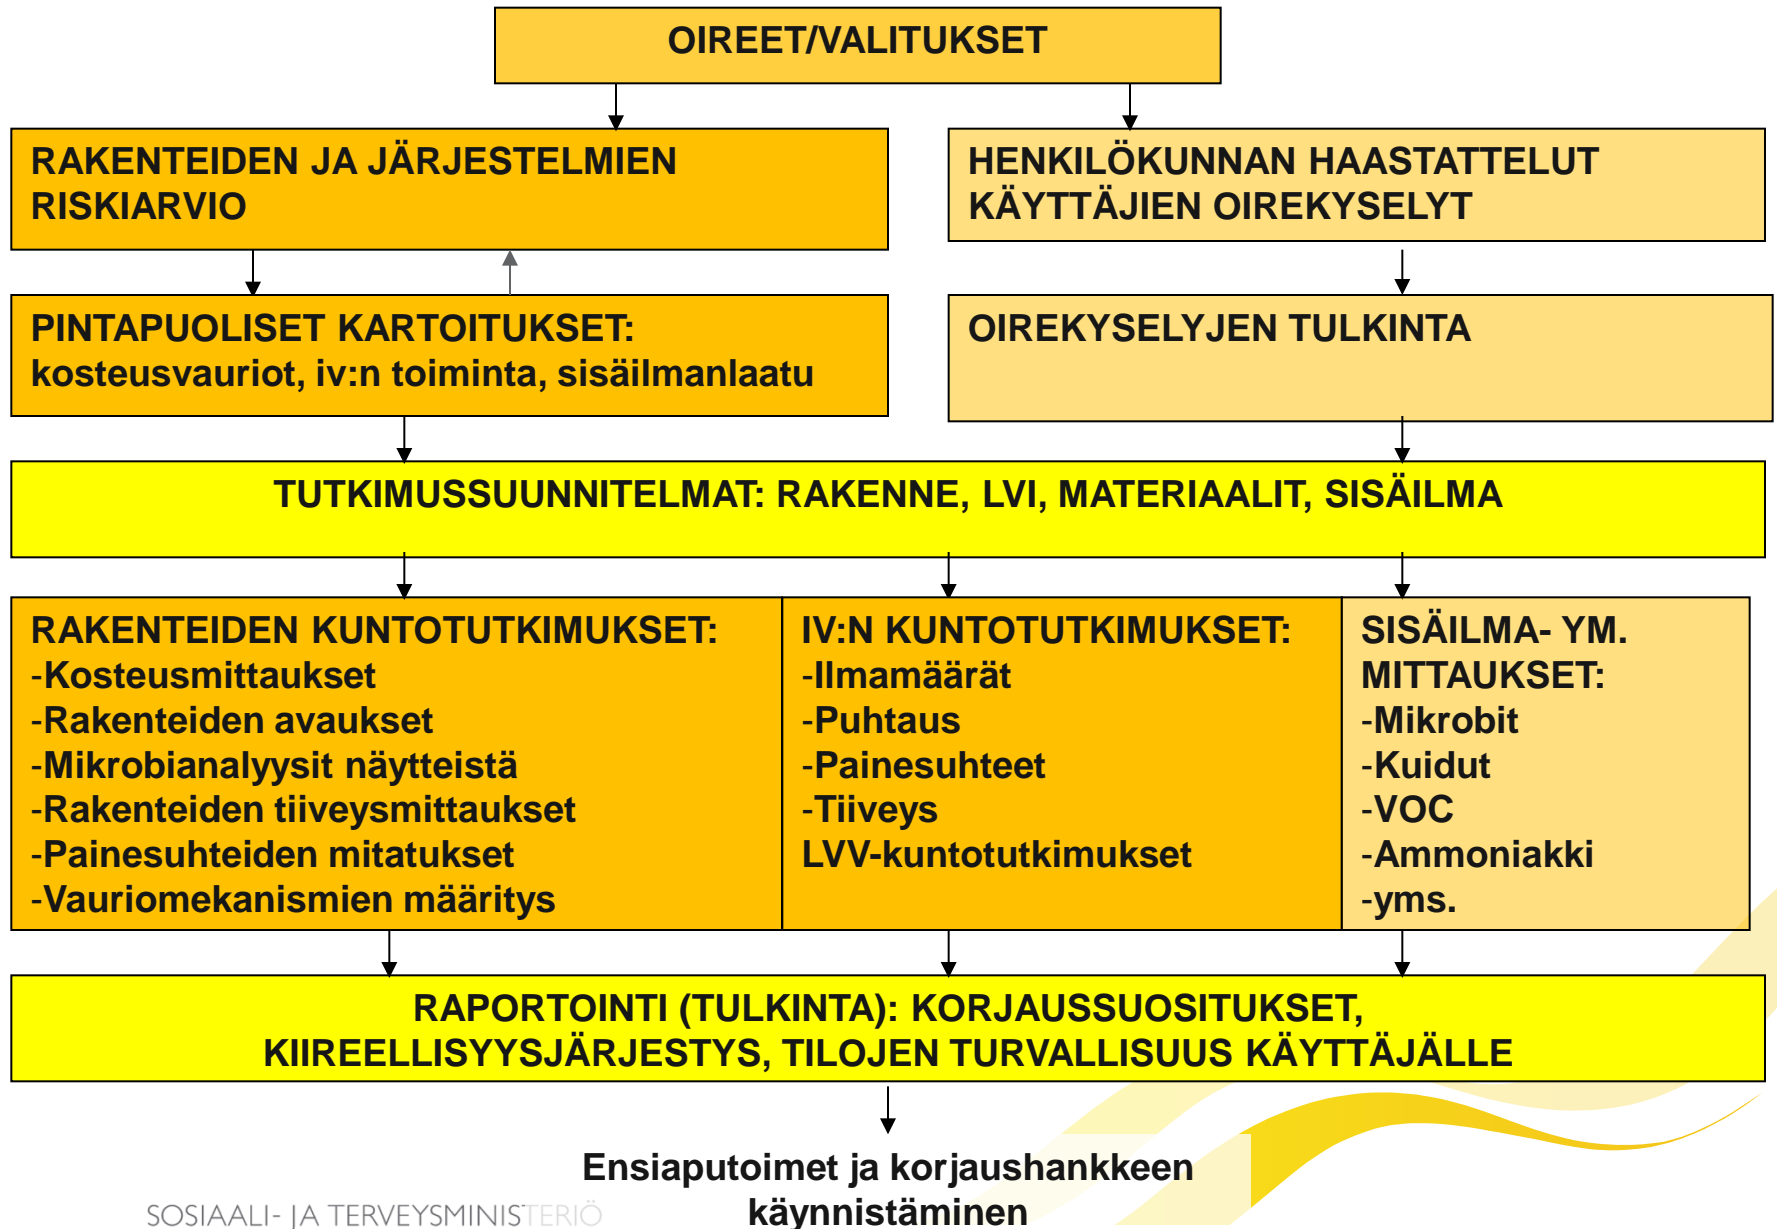 OIREET/VALITUKSET
RAKENTEIDEN JA JÄRJESTELMIEN
RISKIARVIO
HENKILÖKUNNAN HAASTATTELUT
KÄYTTÄJIEN OIREKYSELYT
PINTAPUOLISET KARTOITUKSET:
kosteusvauriot, iv:n toiminta, sisäilmanlaatu
OIREKYSELYJEN TULKINTA
TUTKIMUSSUUNNITELMAT: RAKENNE, LVI, MATERIAALIT, SISÄILMA
RAKENTEIDEN KUNTOTUTKIMUKSET:
-Kosteusmittaukset
-Rakenteiden avaukset
-Mikrobianalyysit näytteistä
-Rakenteiden tiiveysmittaukset
-Painesuhteiden mitatukset
-Vauriomekanismien määritys
IV:N KUNTOTUTKIMUKSET:
-Ilmamäärät
-Puhtaus
-Painesuhteet
-Tiiveys
LVV-kuntotutkimukset
SISÄILMA- YM.
MITTAUKSET:
-Mikrobit
-Kuidut
-VOC
-Ammoniakki
-yms.
RAPORTOINTI (TULKINTA): KORJAUSSUOSITUKSET,
KIIREELLISYYSJÄRJESTYS, TILOJEN TURVALLISUUS KÄYTTÄJÄLLE
Ensiaputoimet ja korjaushankkeen
käynnistäminen
SOSIAALI- JA TERVEYSMINISTERIÖ